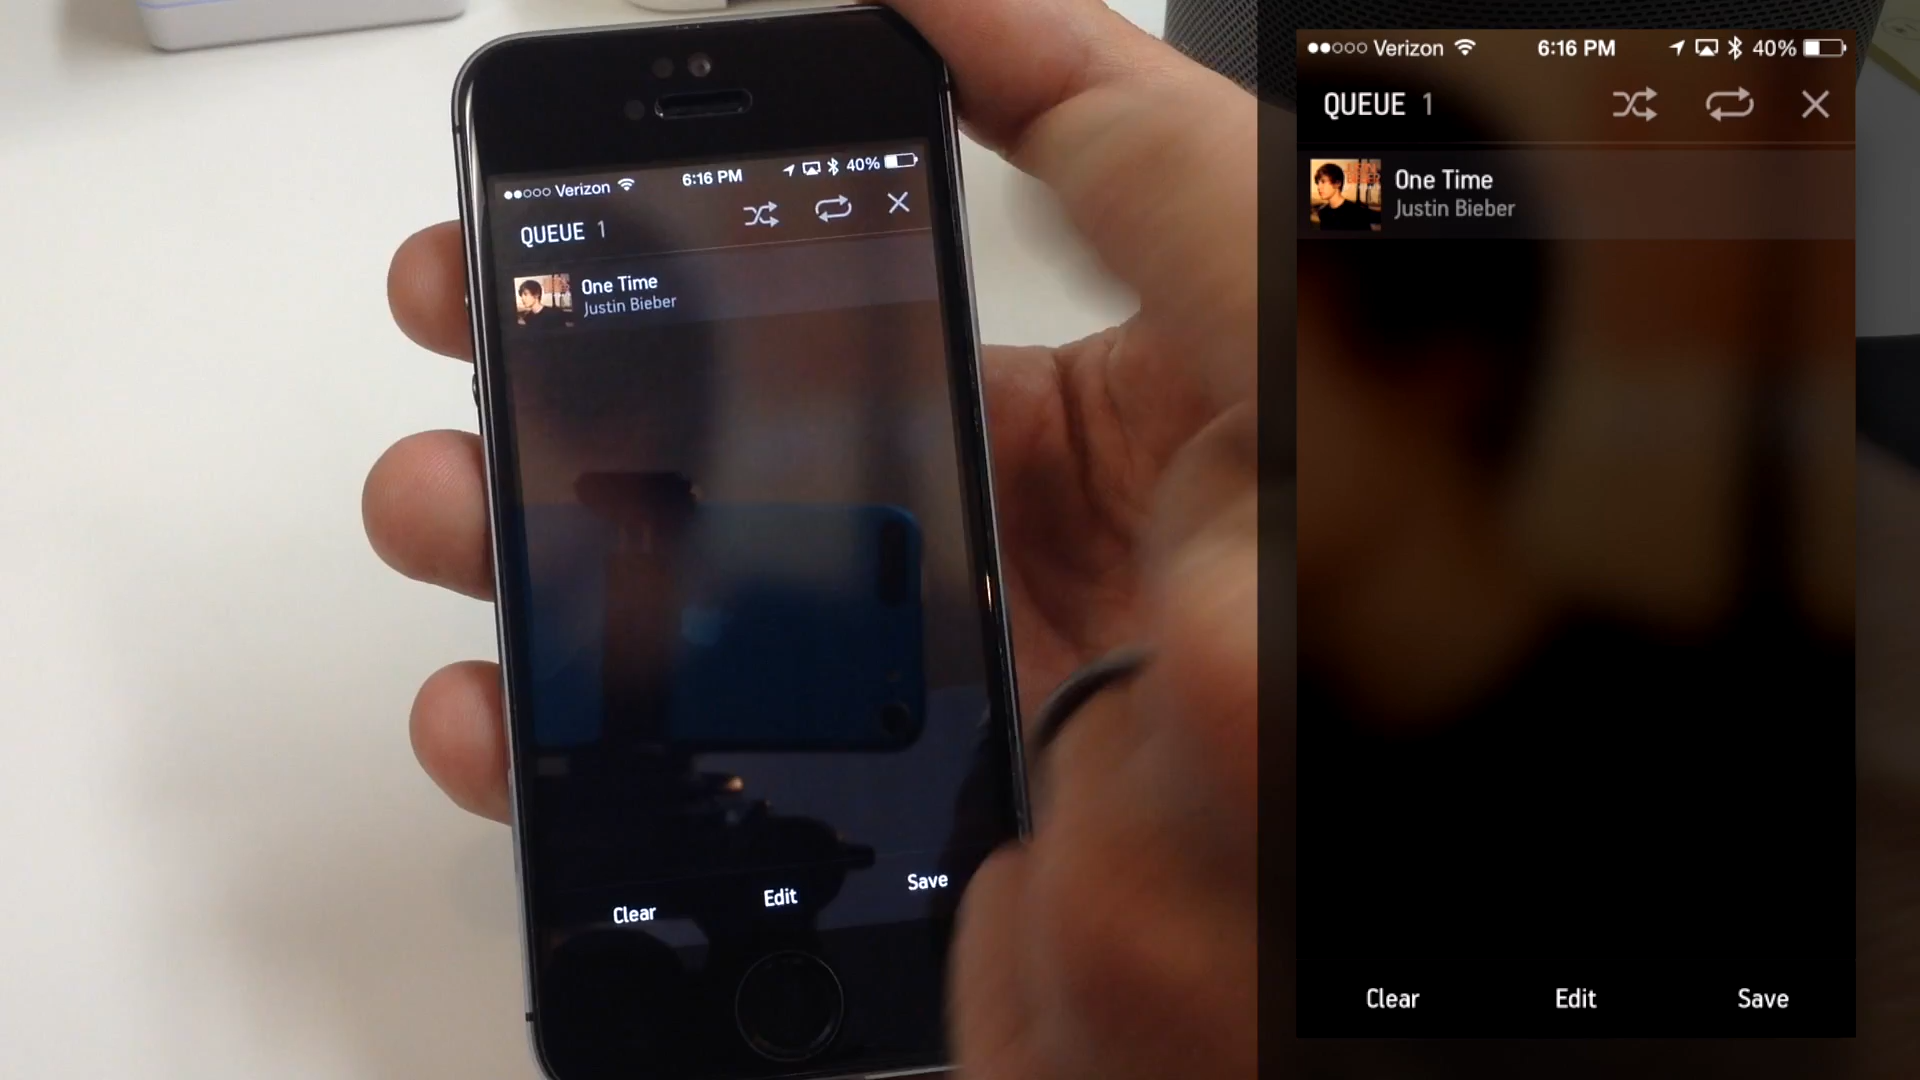 ●●○○○ Verizon 6:16 PM 40%
QUEUE 1
One Time
Justin Bieber
Clear Edit Save
●●○○○ Verizon 6:16 PM 40%
QUEUE 1
One Time
Justin Bieber
Clear Edit Save